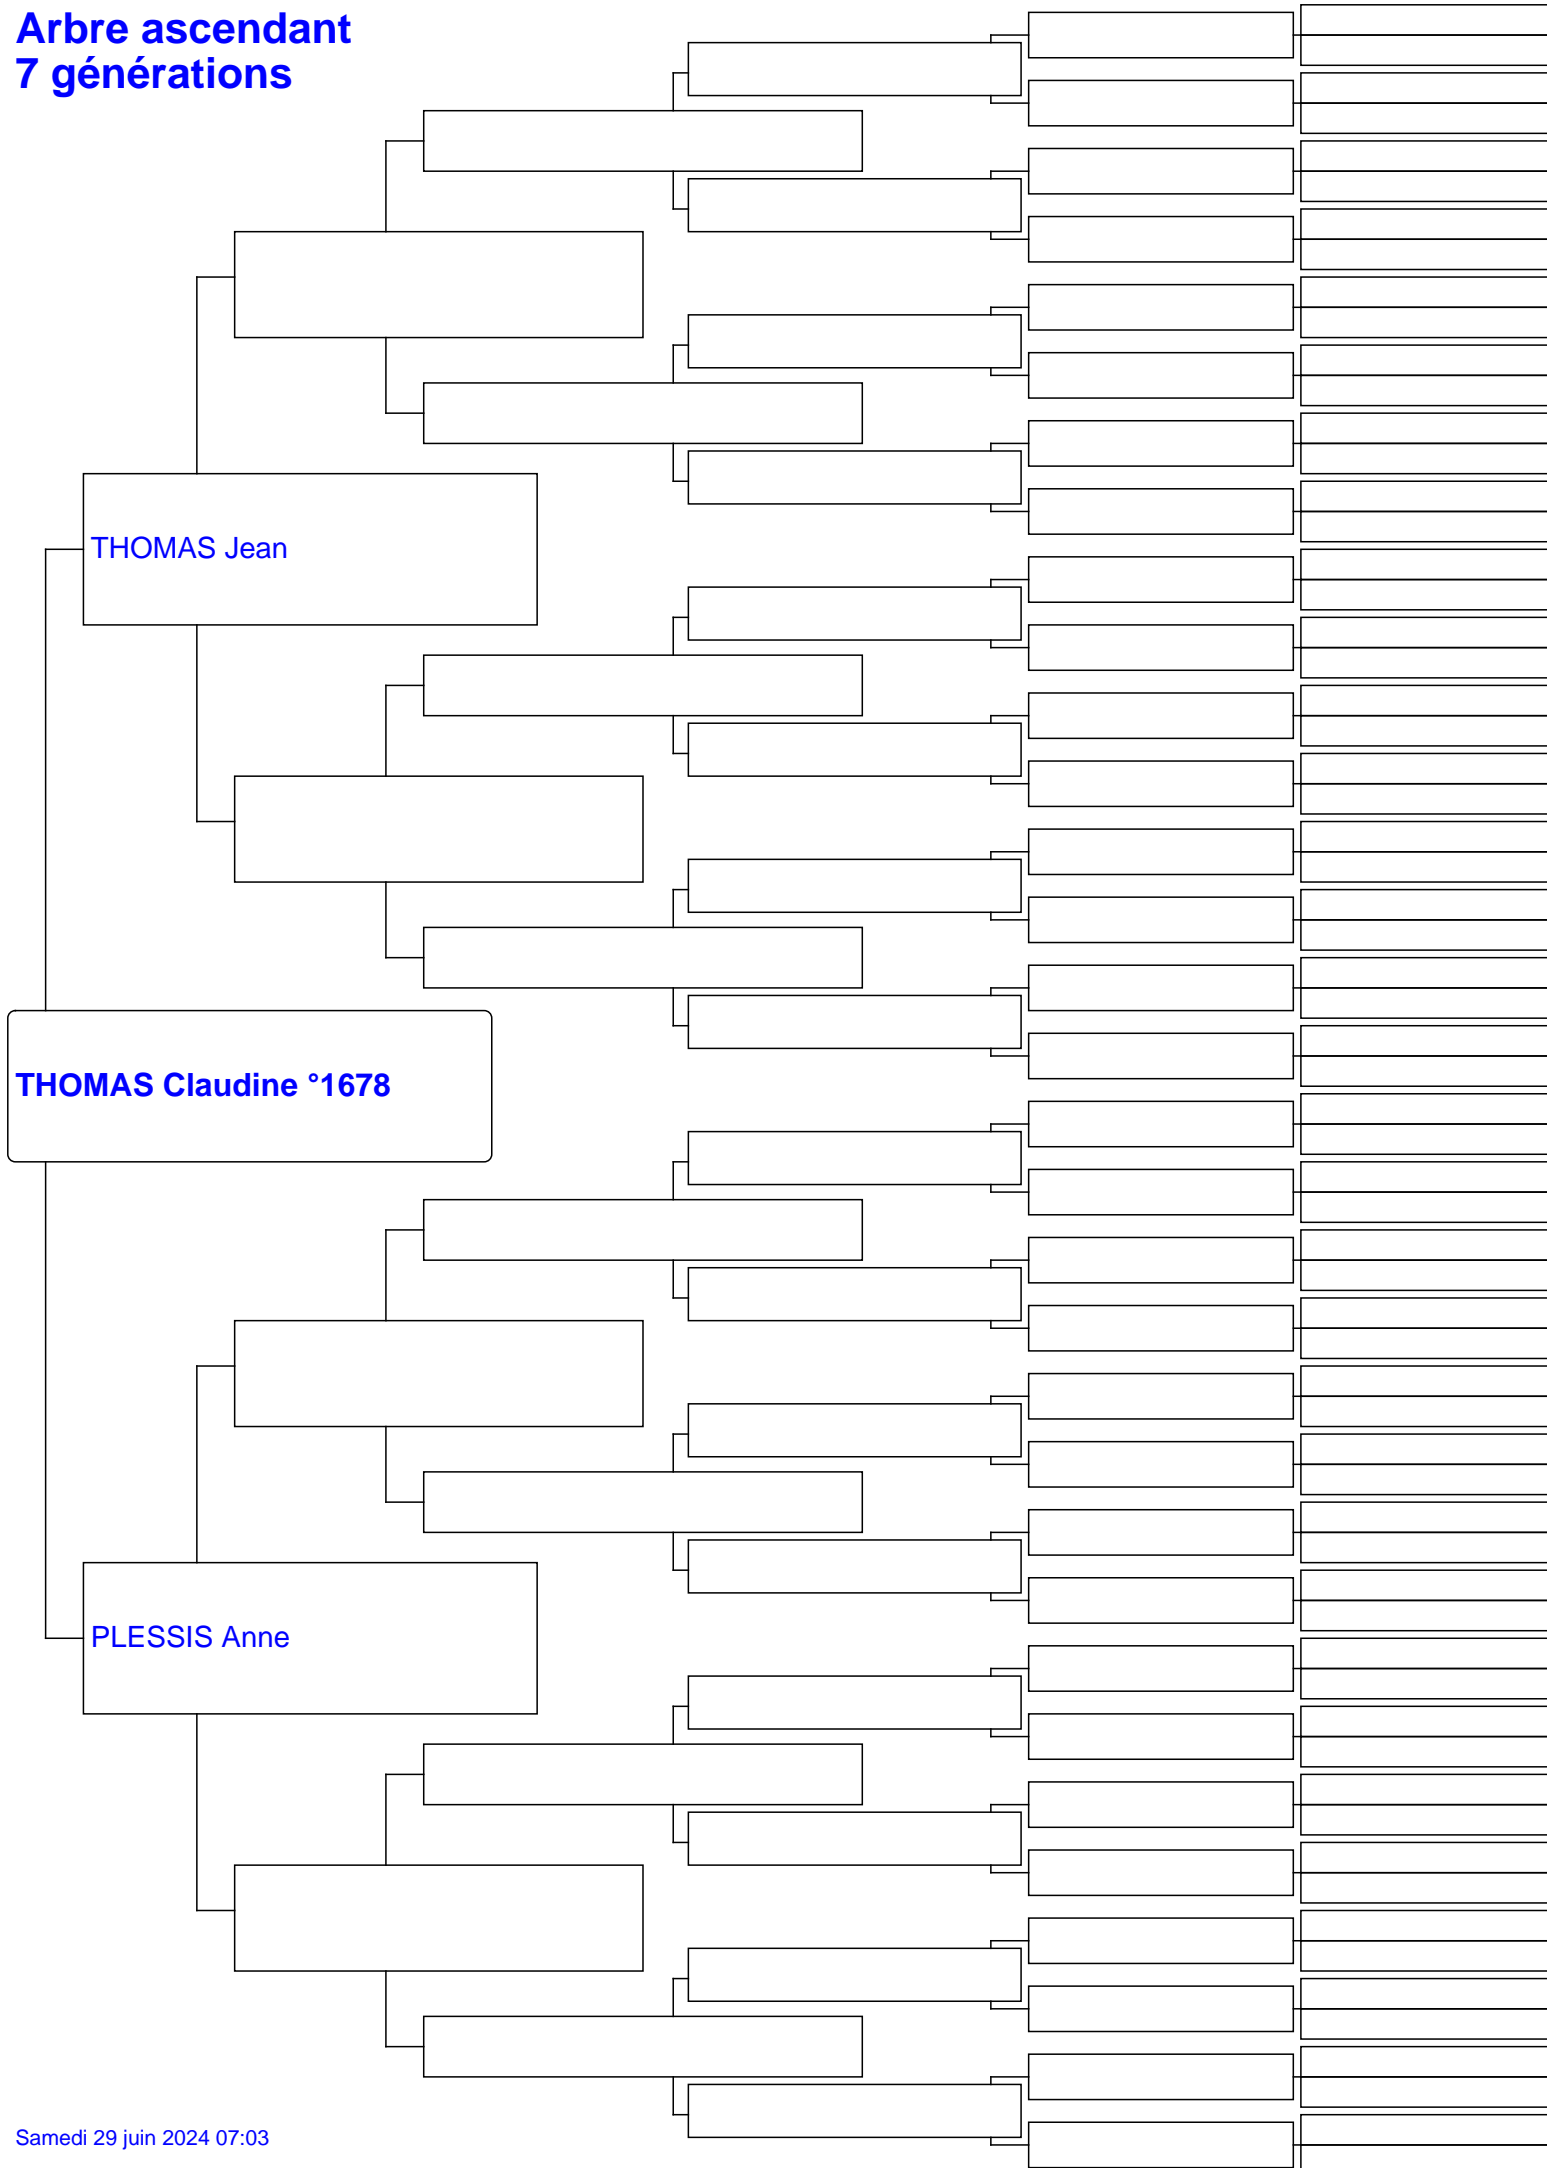 Arbre ascendant
7 générations
THOMAS Jean
THOMAS Claudine °1678
PLESSIS Anne
Samedi 29 juin 2024 07:03